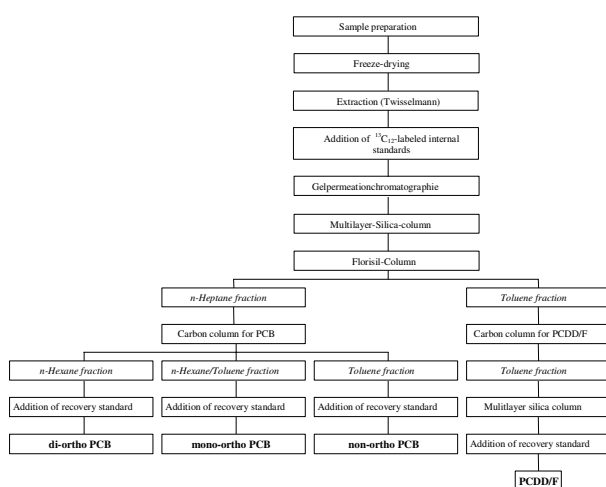 Sample preparation
Freeze-drying
Extraction (Twisselmann)
Addition of ¹³C₁₂-labeled internal
standards
Gelpermeationchromatographie
Multilayer-Silica-column
Florisil-Column
n-Heptane fraction
Toluene fraction
Carbon column for PCB
Carbon column for PCDD/F
n-Hexane fraction
n-Hexane/Toluene fraction
Toluene fraction
Toluene fraction
Addition of recovery standard
Addition of recovery standard
Addition of recovery standard
Mulitlayer silica column
di-ortho PCB
mono-ortho PCB
non-ortho PCB
Addition of recovery standard
PCDD/F